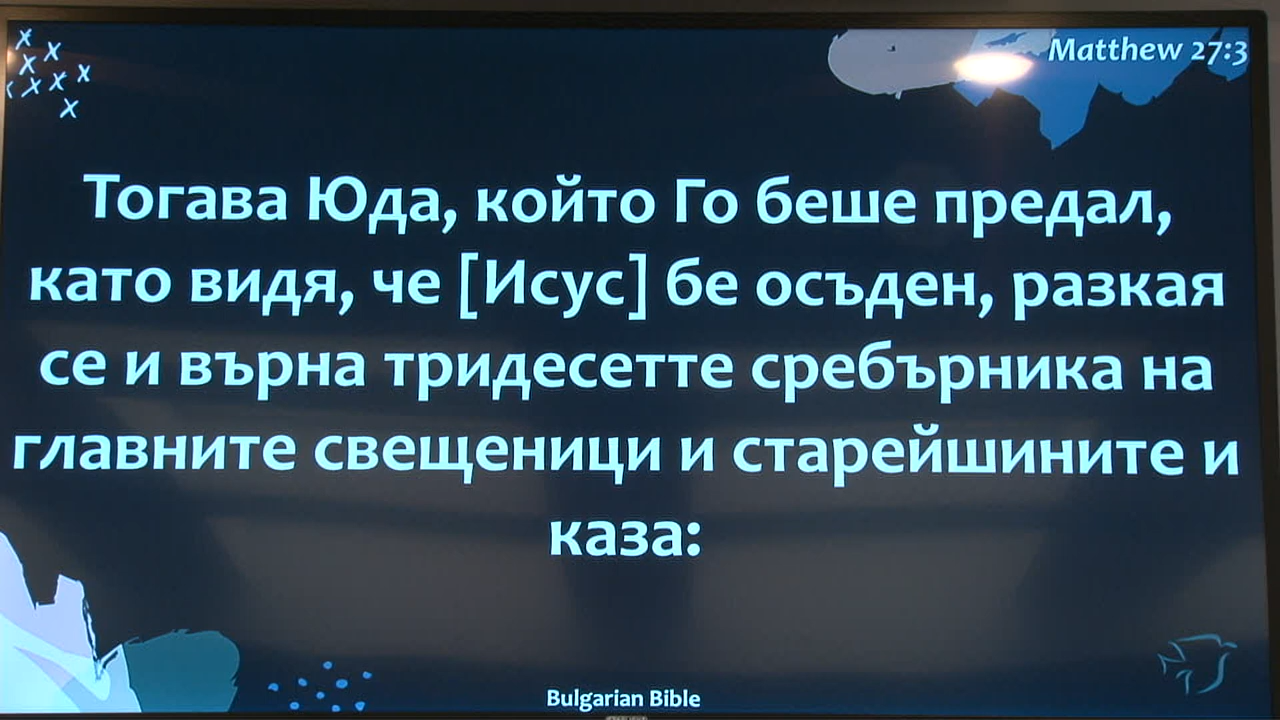 Matthew 27:3
Тогава Юда, който Го беше предал,
като видя, че [Исус] бе осъден, разкая
се и върна тридесетте сребърника на
главните свещеници и старейшините и
каза:
Bulgarian Bible